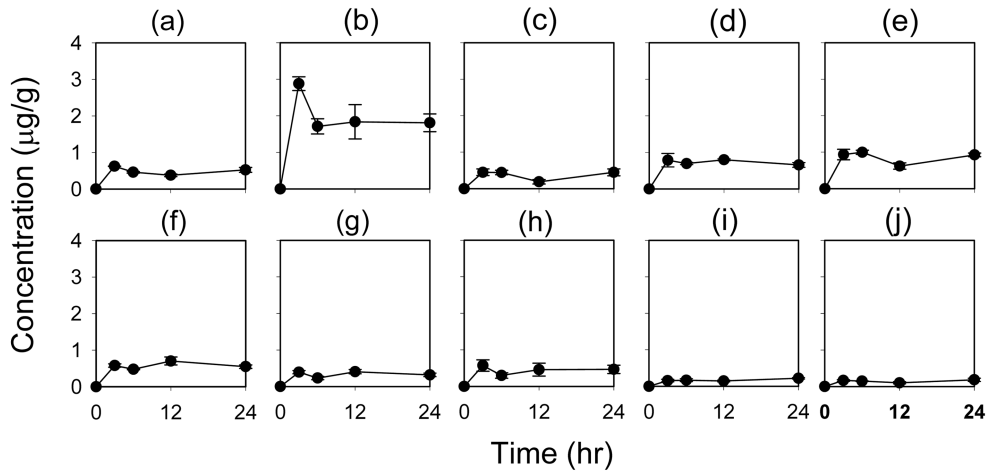 (a) (b) (c) (d) (e)
4
3
2
1
0
(f) (g) (h) (i) (j)
4
3
2
1
0
0 12 24 0 12 24 0 12 24 0 12 24 0 12 24
Concentration (µg/g)
Time (hr)